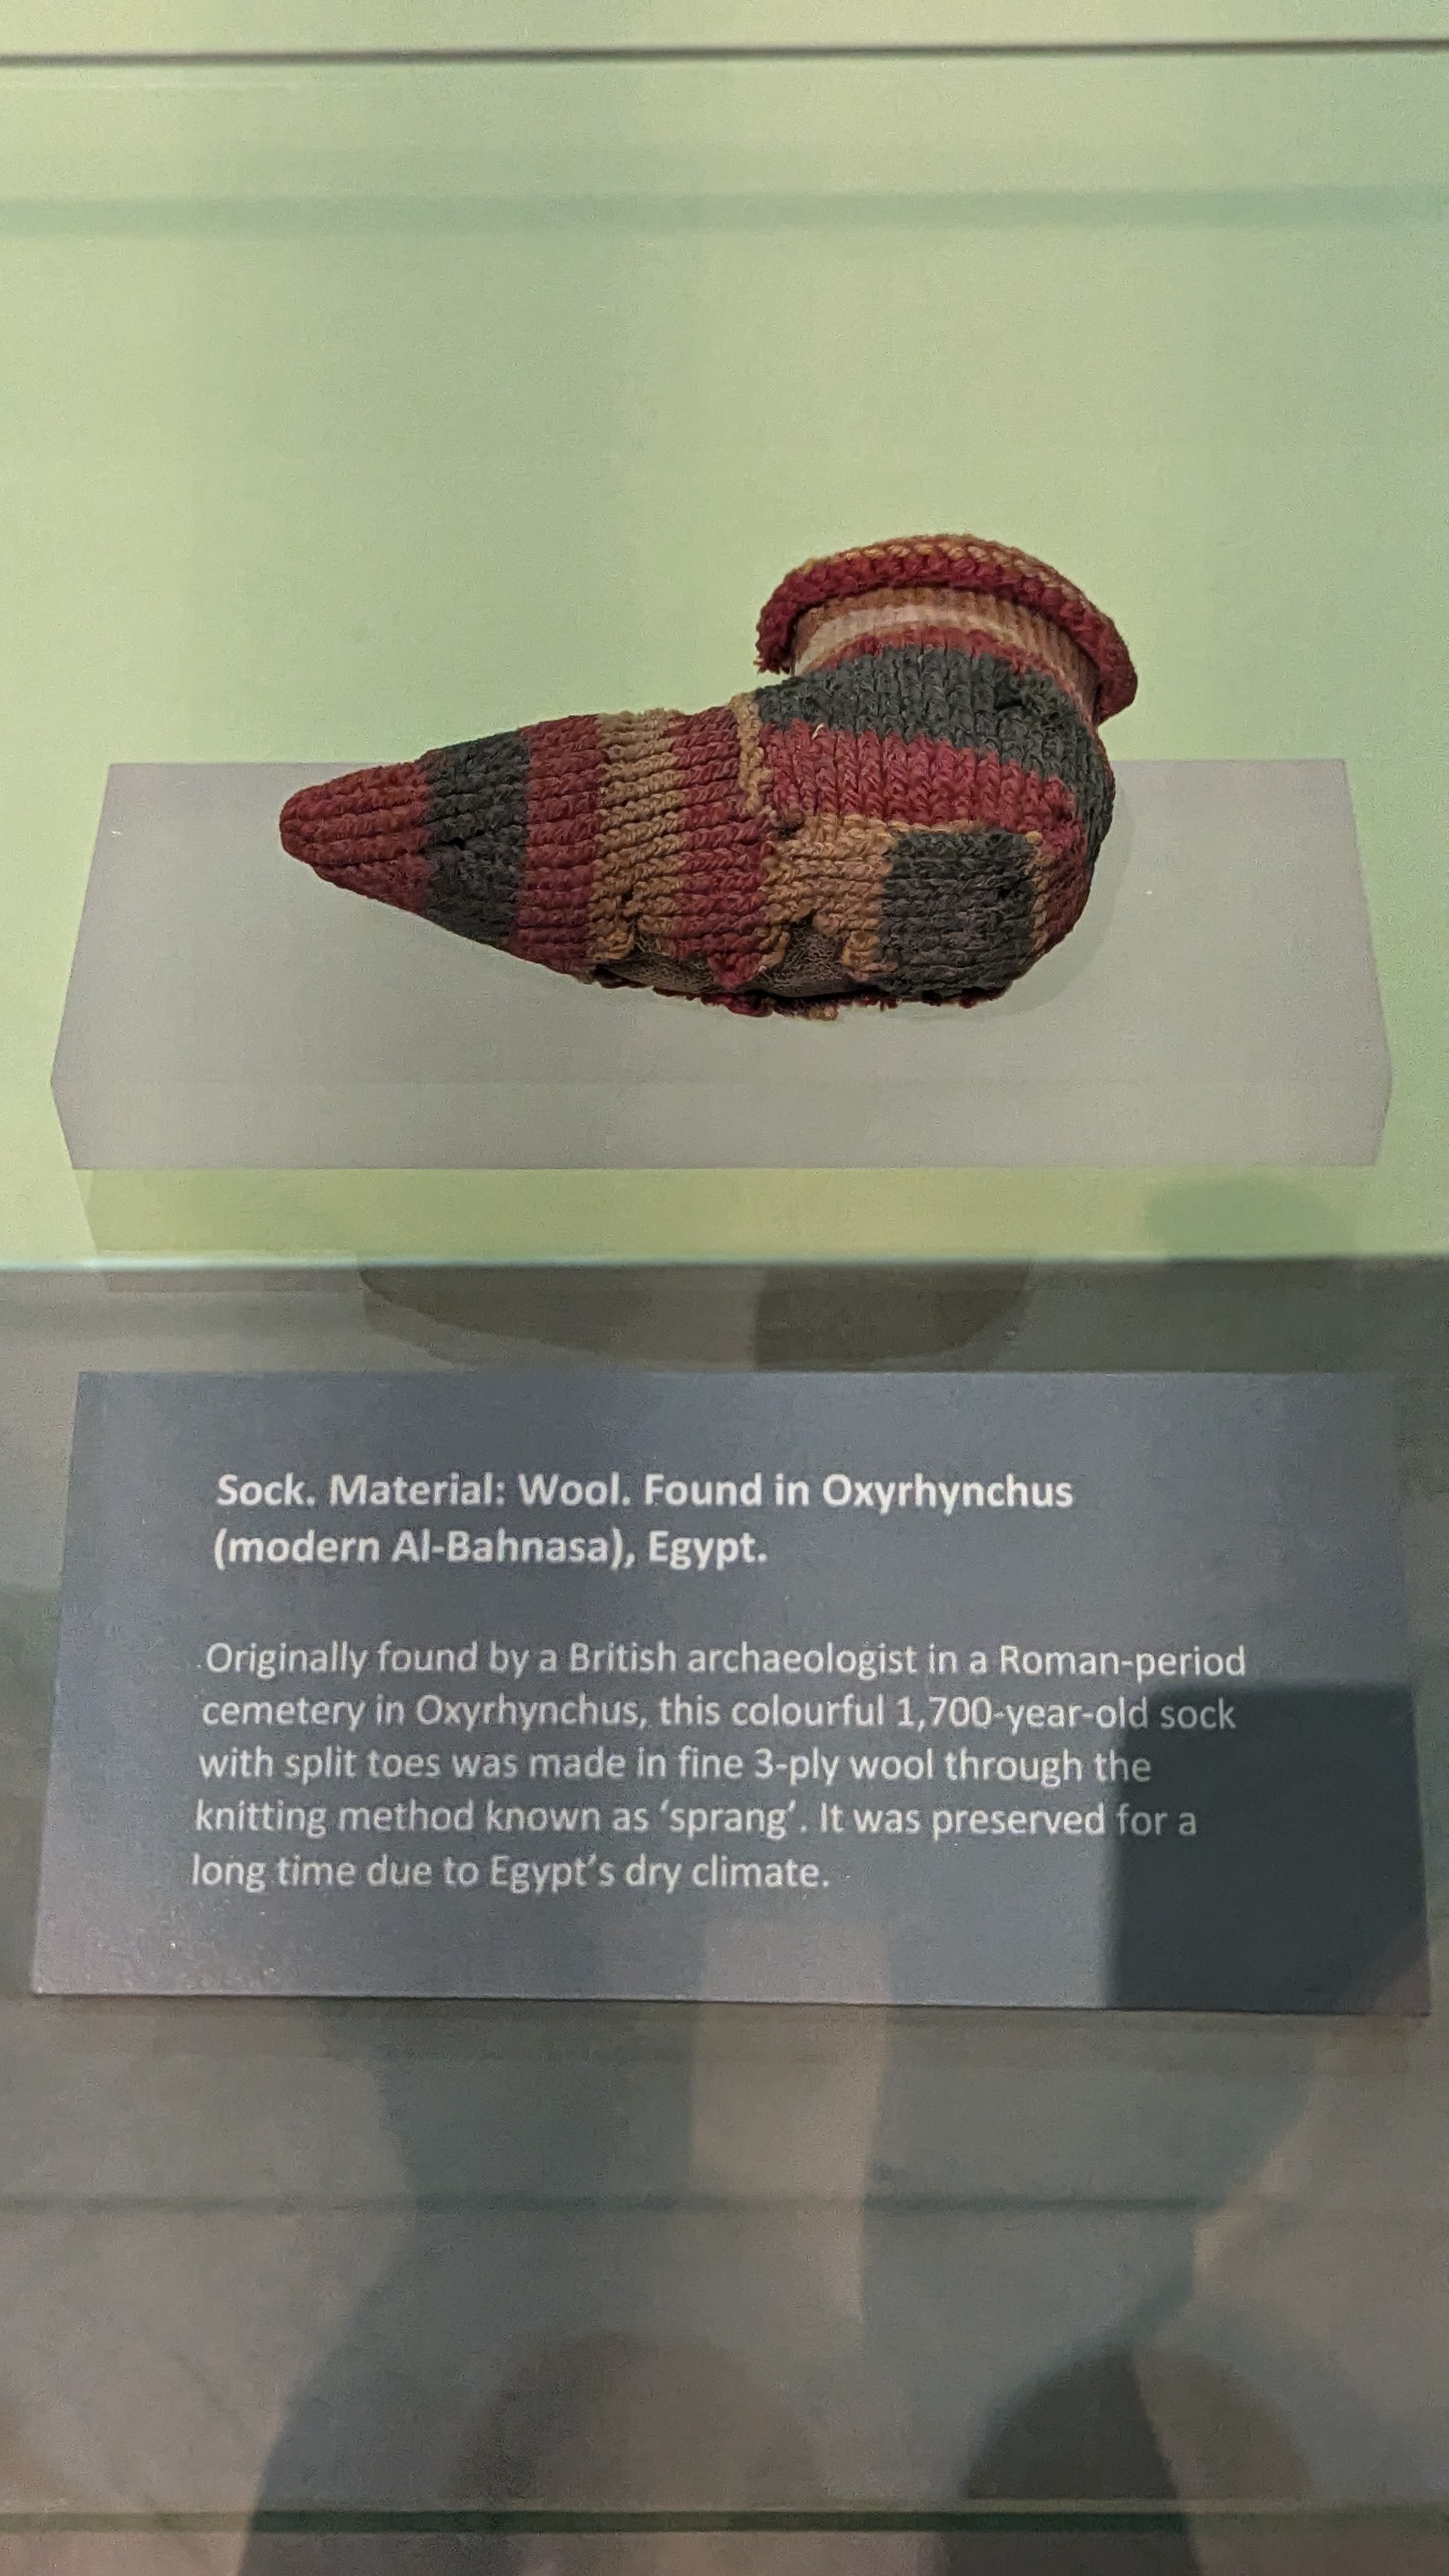 Sock. Material: Wool. Found in Oxyrhynchus
(modern Al-Bahnasa), Egypt.
Originally found by a British archaeologist in a Roman-period
cemetery in Oxyrhynchus, this colourful 1,700-year-old sock
with split toes was made in fine 3-ply wool through the
knitting method known as ‘sprang’. It was preserved for a
long time due to Egypt’s dry climate.